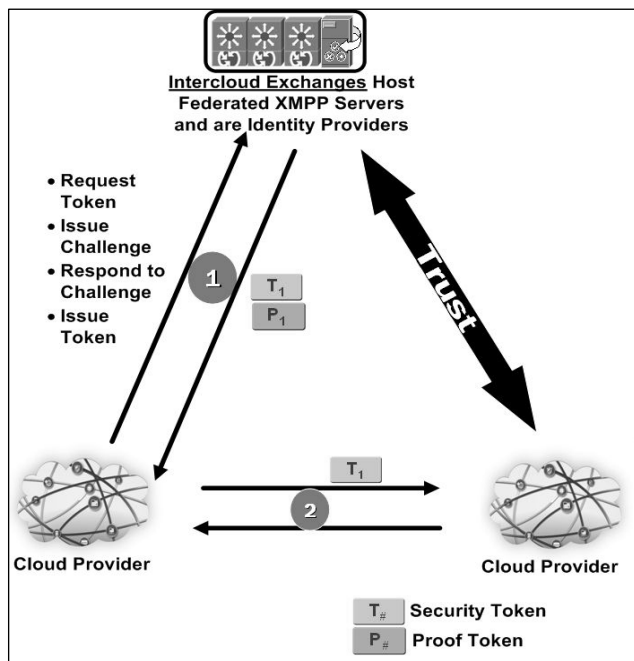 Intercloud Exchanges Host
Federated XMPP Servers
and are Identity Providers
• Request
Token
• Issue
Challenge
• Respond to
Challenge
• Issue
Token
1
T1
P1
Trust
T1
2
Cloud Provider
Cloud Provider
T# Security Token
P# Proof Token